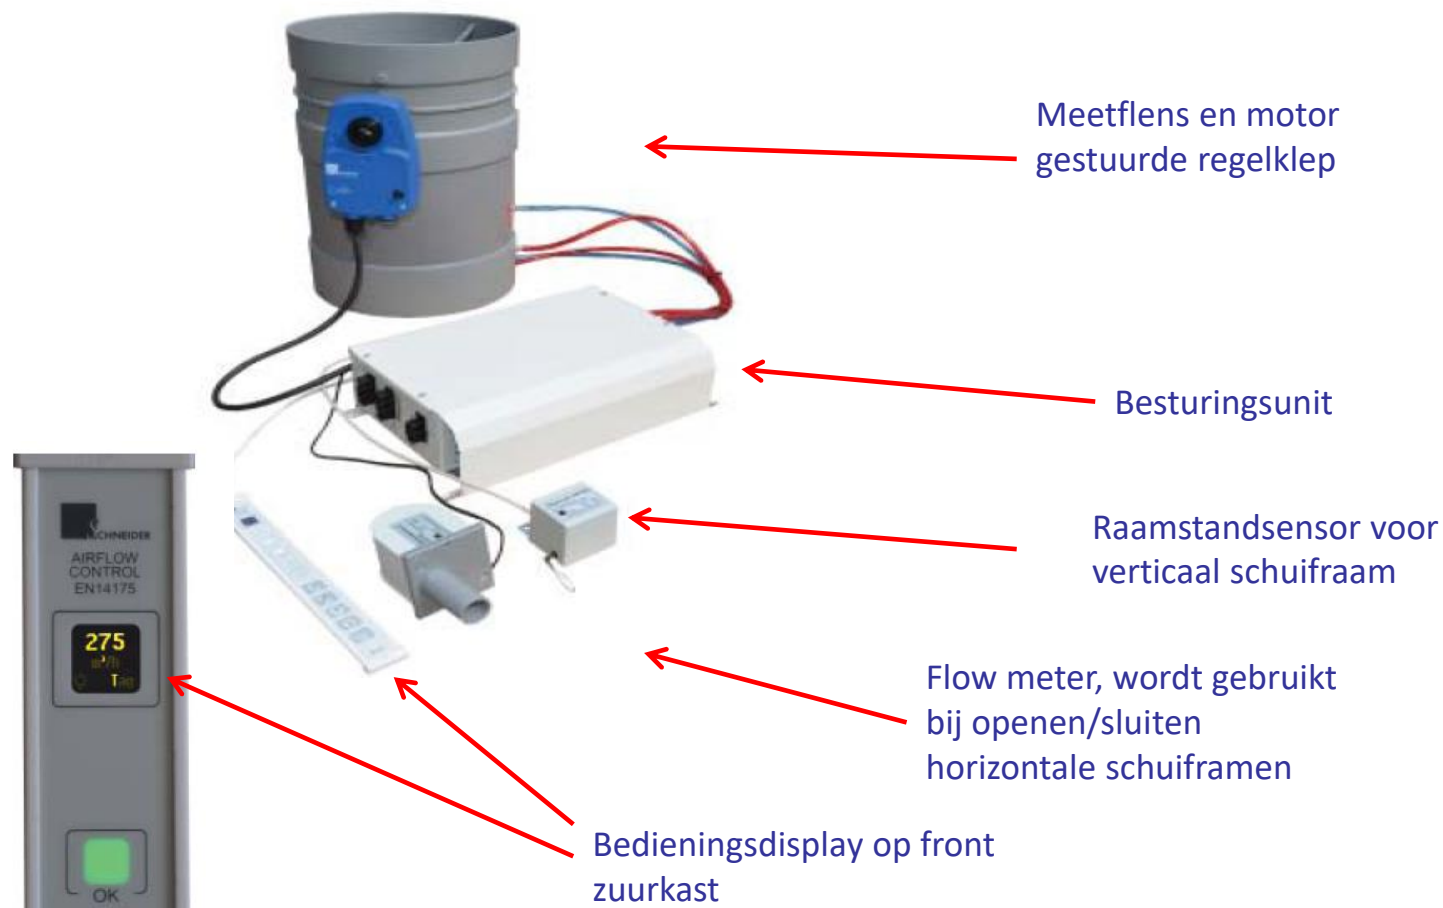 Meetflens en motor
gestuurde regelklep
Besturingsunit
Raamstandsensor voor
verticaal schuifraam
Flow meter, wordt gebruikt
bij openen/sluiten
horizontale schuiframen
Bedieningsdisplay op front
zuurkast
SCHNEIDER
AIRFLOW
CONTROL
EN14175
275
m³/h
OK